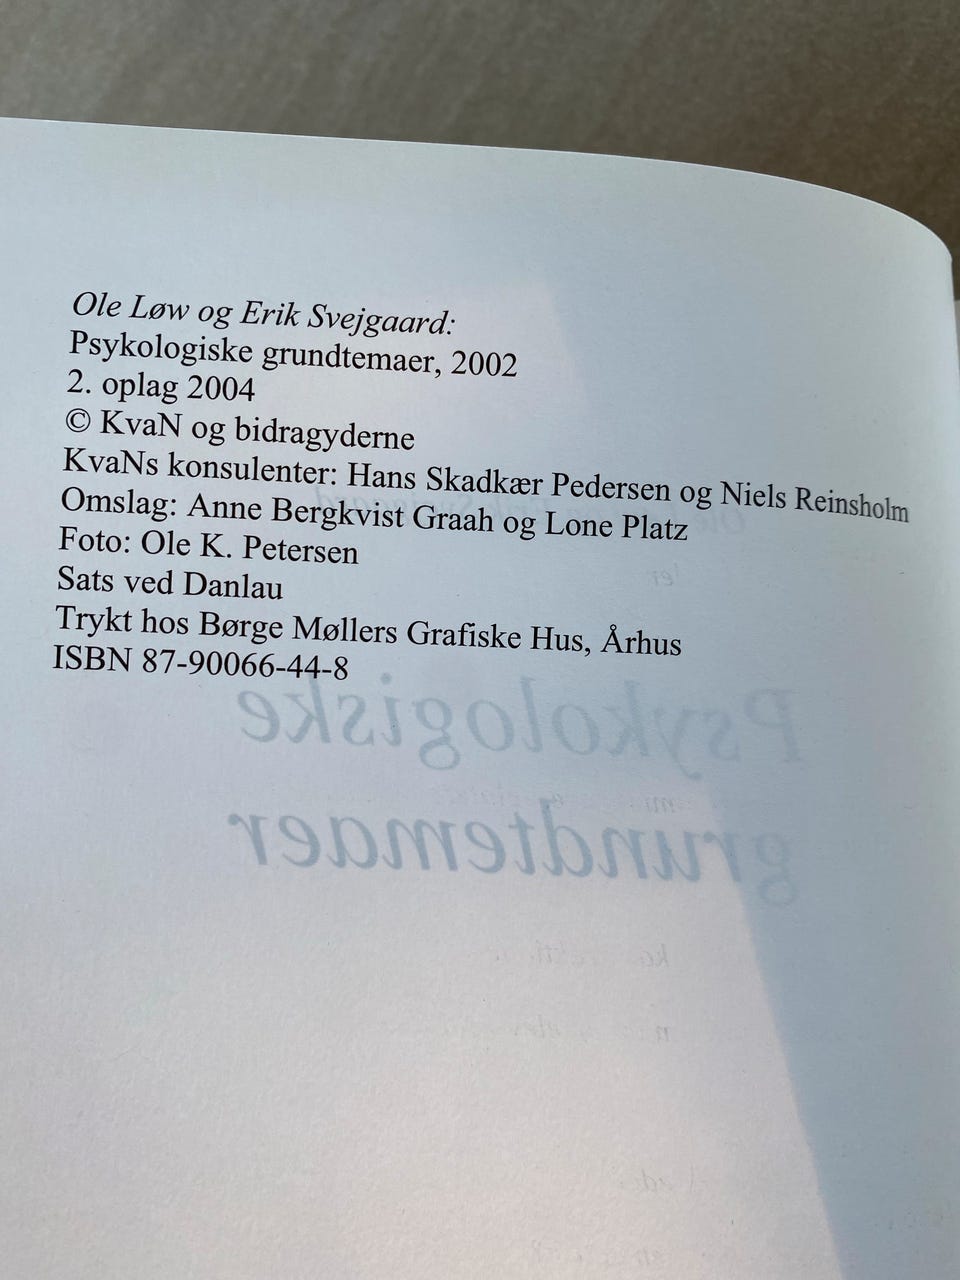 Ole Løw og Erik Svejgaard:
Psykologiske grundtemaer, 2002
2. oplag 2004
© KvaN og bidragyderne
KvaNs konsulenter: Hans Skadkær Pedersen og Niels Reinsholm
Omslag: Anne Bergkvist Graah og Lone Platz
Foto: Ole K. Petersen
Sats ved Danlau
Trykt hos Børge Møllers Grafiske Hus, Århus
ISBN 87-90066-44-8
Psykologiske
grundtemaer